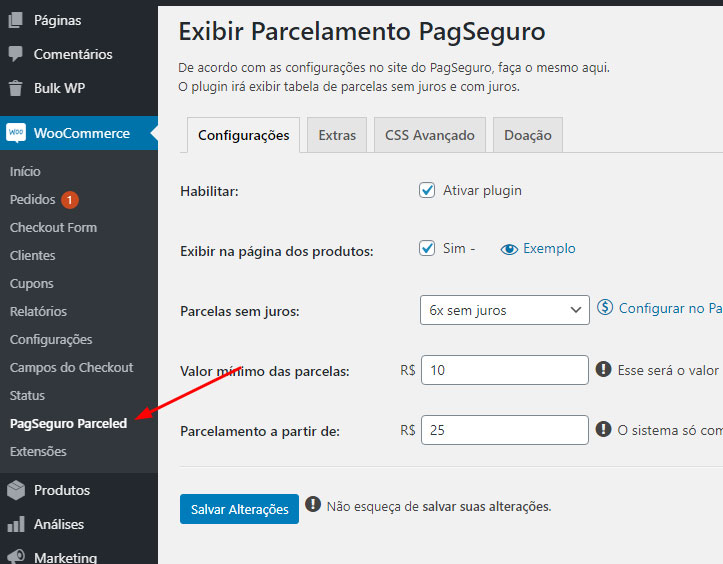 Páginas
Comentários
Bulk WP
WOO WooCommerce
Início
Pedidos 1
Checkout Form
Clientes
Cupons
Relatórios
Configurações
Campos do Checkout
Status
PagSeguro Parceled
Extensões
Produtos
Análises
Marketing
Exibir Parcelamento PagSeguro
De acordo com as configurações no site do PagSeguro, faça o mesmo aqui.
O plugin irá exibir tabela de parcelas sem juros e com juros.
Configurações Extras CSS Avançado Doação
Habilitar: Ativar plugin
Exibir na página dos produtos: Sim - Exemplo
Parcelas sem juros: 6x sem juros $ Configurar no Pa
Valor mínimo das parcelas: R$ 10 Esse será o valor
Parcelamento a partir de: R$ 25 O sistema só com
Salvar Alterações Não esqueça de salvar suas alterações.